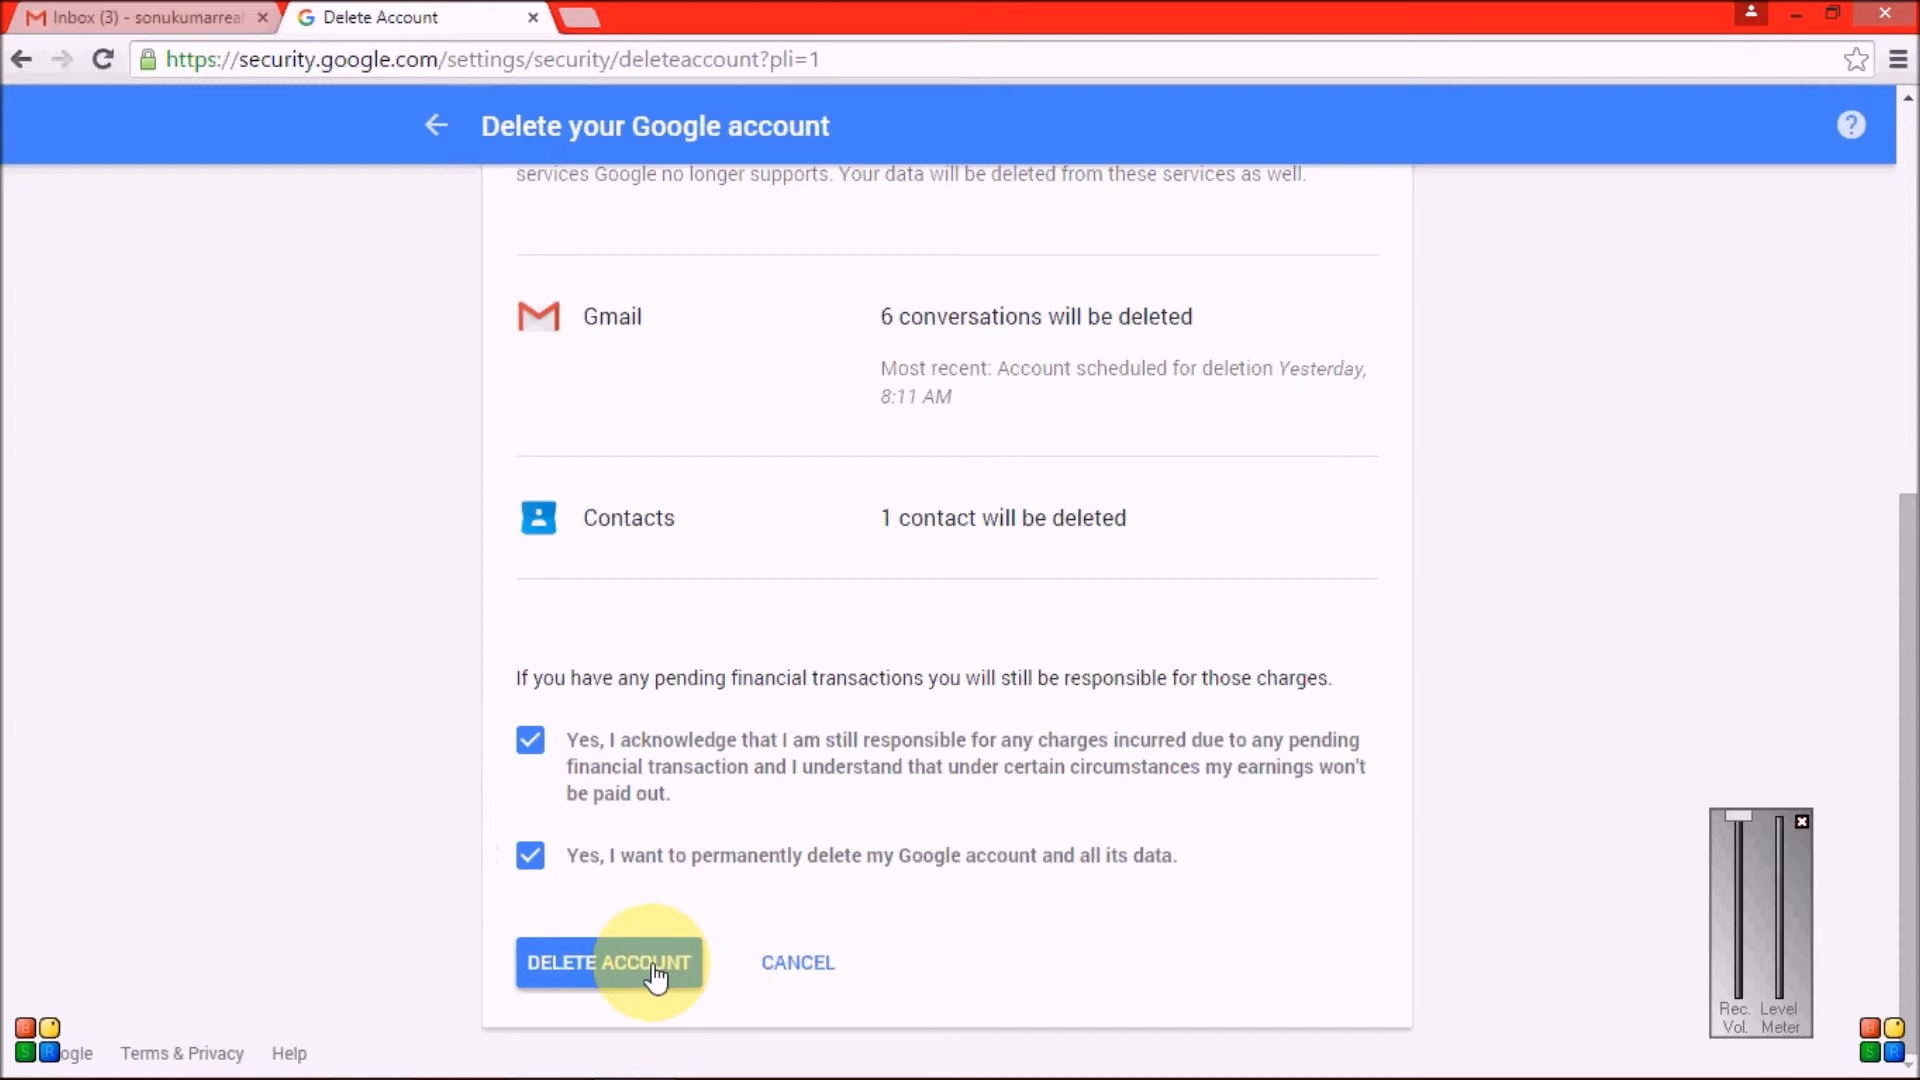 Inbox (3) - sonukumarrea
Delete Account
https://security.google.com/settings/security/deleteaccount?pli=1
Delete your Google account
?
services Google no longer supports. Your data will be deleted from these services as well.
Gmail
6 conversations will be deleted
Most recent: Account scheduled for deletion Yesterday,
8:11 AM
Contacts
1 contact will be deleted
If you have any pending financial transactions you will still be responsible for those charges.
Yes, I acknowledge that I am still responsible for any charges incurred due to any pending
financial transaction and I understand that under certain circumstances my earnings won't
be paid out.
Yes, I want to permanently delete my Google account and all its data.
DELETE ACCOUNT
CANCEL
Rec. Level
Vol. Meter
B
S R ogle
Terms & Privacy
Help
B
S R